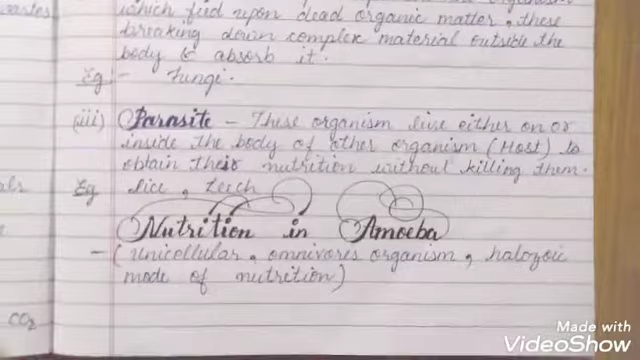 wastes
which feed upon dead organic matter, these
breaking down complex material outside the
body & absorb it.
Eg - fungi.
(iii) Parasite - These organism live either on or
inside the body of other organism (Host) to
obtain their nutrition without killing them.
Eg lice, leech
Nutrition in Amoeba
- (unicellular, omnivores organism, halozoic
mode of nutrition)
CO2
Made with
VideoShow